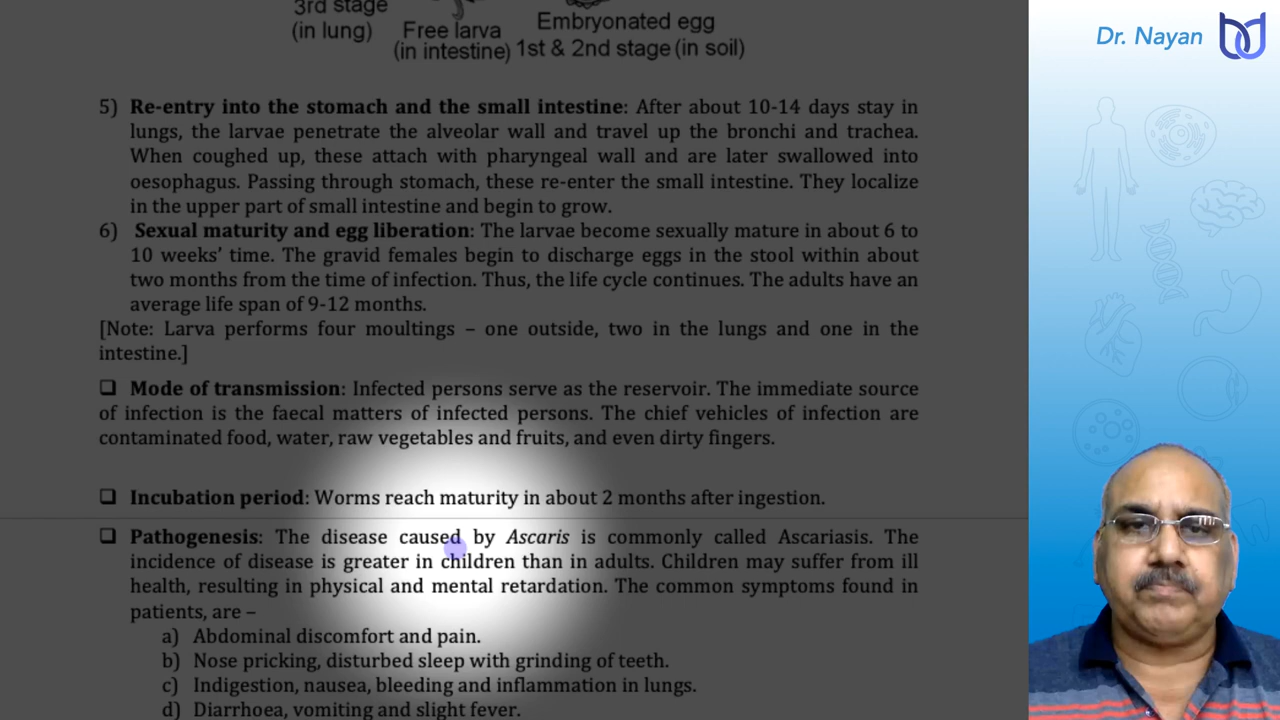 3rd stage
(in lung)
Free larva
(in intestine)
Embryonated egg
1st & 2nd stage (in soil)
Dr. Nayan
5) Re-entry into the stomach and the small intestine: After about 10-14 days stay in
lungs, the larvae penetrate the alveolar wall and travel up the bronchi and trachea.
When coughed up, these attach with pharyngeal wall and are later swallowed into
oesophagus. Passing through stomach, these re-enter the small intestine. They localize
in the upper part of small intestine and begin to grow.
6) Sexual maturity and egg liberation: The larvae become sexually mature in about 6 to
10 weeks’ time. The gravid females begin to discharge eggs in the stool within about
two months from the time of infection. Thus, the life cycle continues. The adults have an
average life span of 9-12 months.
[Note: Larva performs four moultings – one outside, two in the lungs and one in the
intestine.]
❑ Mode of transmission: Infected persons serve as the reservoir. The immediate source
of infection is the faecal matters of infected persons. The chief vehicles of infection are
contaminated food, water, raw vegetables and fruits, and even dirty fingers.
❑ Incubation period: Worms reach maturity in about 2 months after ingestion.
❑ Pathogenesis: The disease caused by Ascaris is commonly called Ascariasis. The
incidence of disease is greater in children than in adults. Children may suffer from ill
health, resulting in physical and mental retardation. The common symptoms found in
patients, are –
a) Abdominal discomfort and pain.
b) Nose pricking, disturbed sleep with grinding of teeth.
c) Indigestion, nausea, bleeding and inflammation in lungs.
d) Diarrhoea, vomiting and slight fever.